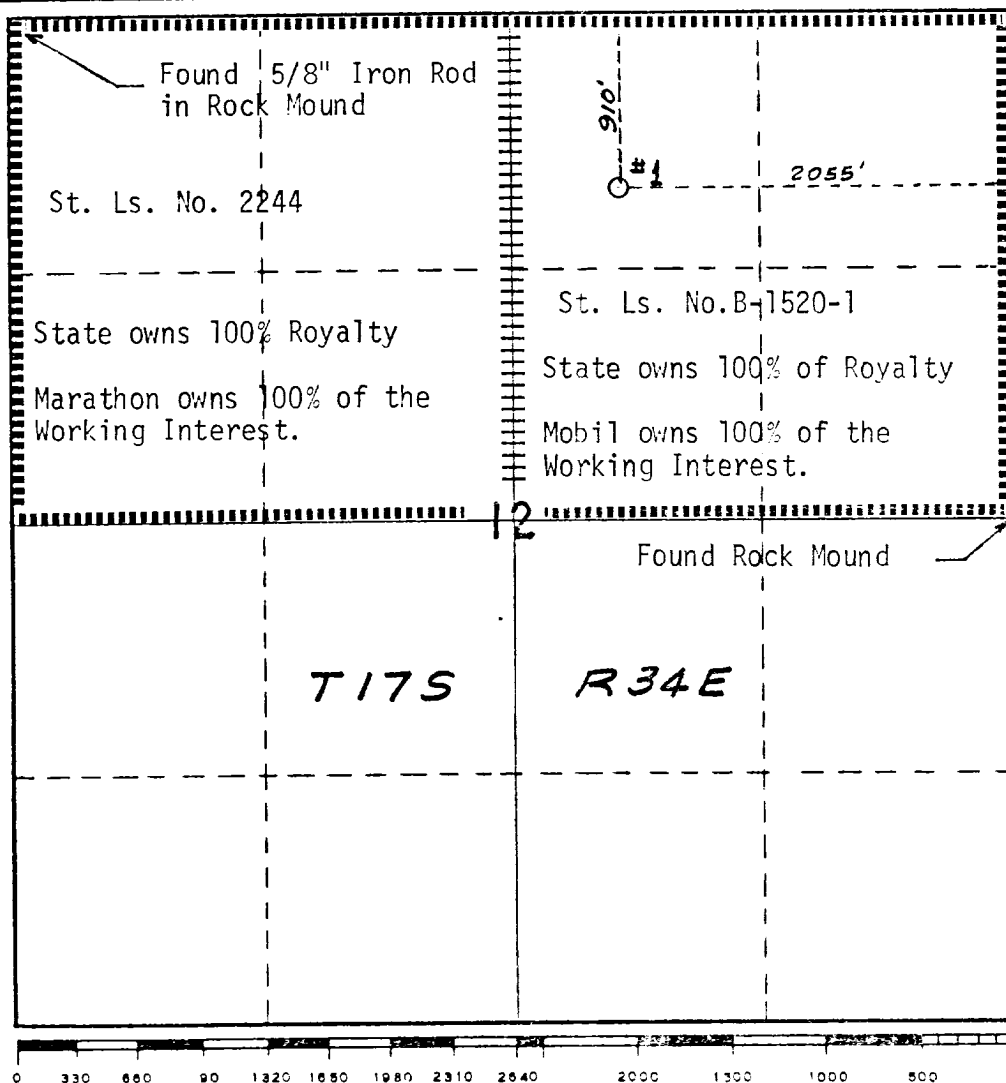 Found 5/8" Iron Rod
in Rock Mound
910'
#1
2055'
St. Ls. No. 2244
St. Ls. No.B-1520-1
State owns 100% Royalty
State owns 100% of Royalty
Marathon owns 100% of the
Working Interest.
Mobil owns 100% of the
Working Interest.
12
Found Rock Mound
T17S R34E
0 330 660 90 1320 1650 1980 2310 2640 2000 1500 1000 500